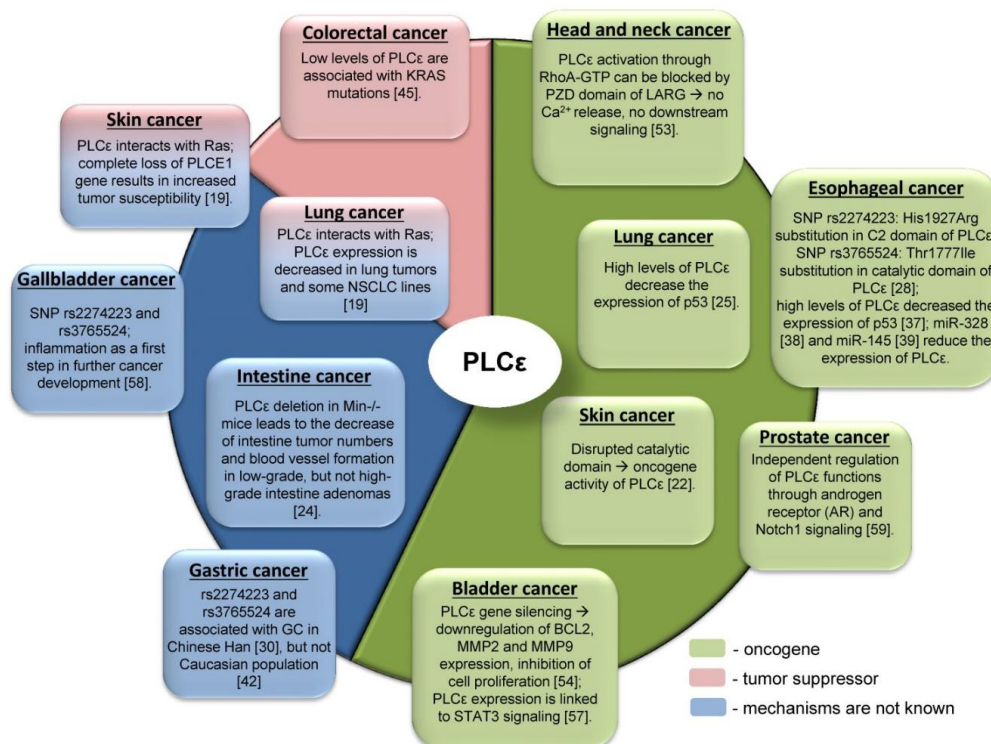 Colorectal cancer
Low levels of PLCε are
associated with KRAS
mutations [45].
Head and neck cancer
PLCε activation through
RhoA-GTP can be blocked by
PZD domain of LARG → no
Ca²⁺ release, no downstream
signaling [53].
Skin cancer
PLCε interacts with Ras;
complete loss of PLCE1
gene results in increased
tumor susceptibility [19].
Lung cancer
PLCε interacts with Ras;
PLCε expression is
decreased in lung tumors
and some NSCLC lines
[19]
Lung cancer
High levels of PLCε
decrease the
expression of p53 [25].
Esophageal cancer
SNP rs2274223: His1927Arg
substitution in C2 domain of PLCε
SNP rs3765524: Thr1777Ile
substitution in catalytic domain of
PLCε [28];
high levels of PLCε decreased the
expression of p53 [37]; miR-328
[38] and miR-145 [39] reduce the
expression of PLCε.
Gallbladder cancer
SNP rs2274223 and
rs3765524;
inflammation as a first
step in further cancer
development [58].
PLCε
Intestine cancer
PLCε deletion in Min-/-
mice leads to the decrease
of intestine tumor numbers
and blood vessel formation
in low-grade, but not high-
grade intestine adenomas
[24].
Skin cancer
Disrupted catalytic
domain → oncogene
activity of PLCε [22].
Prostate cancer
Independent regulation
of PLCε functions
through androgen
receptor (AR) and
Notch1 signaling [59].
Gastric cancer
rs2274223 and
rs3765524 are
associated with GC in
Chinese Han [30], but not
Caucasian population
[42]
Bladder cancer
PLCε gene silencing →
downregulation of BCL2,
MMP2 and MMP9
expression, inhibition of
cell proliferation [54];
PLCε expression is linked
to STAT3 signaling [57].
- oncogene
- tumor suppressor
- mechanisms are not known